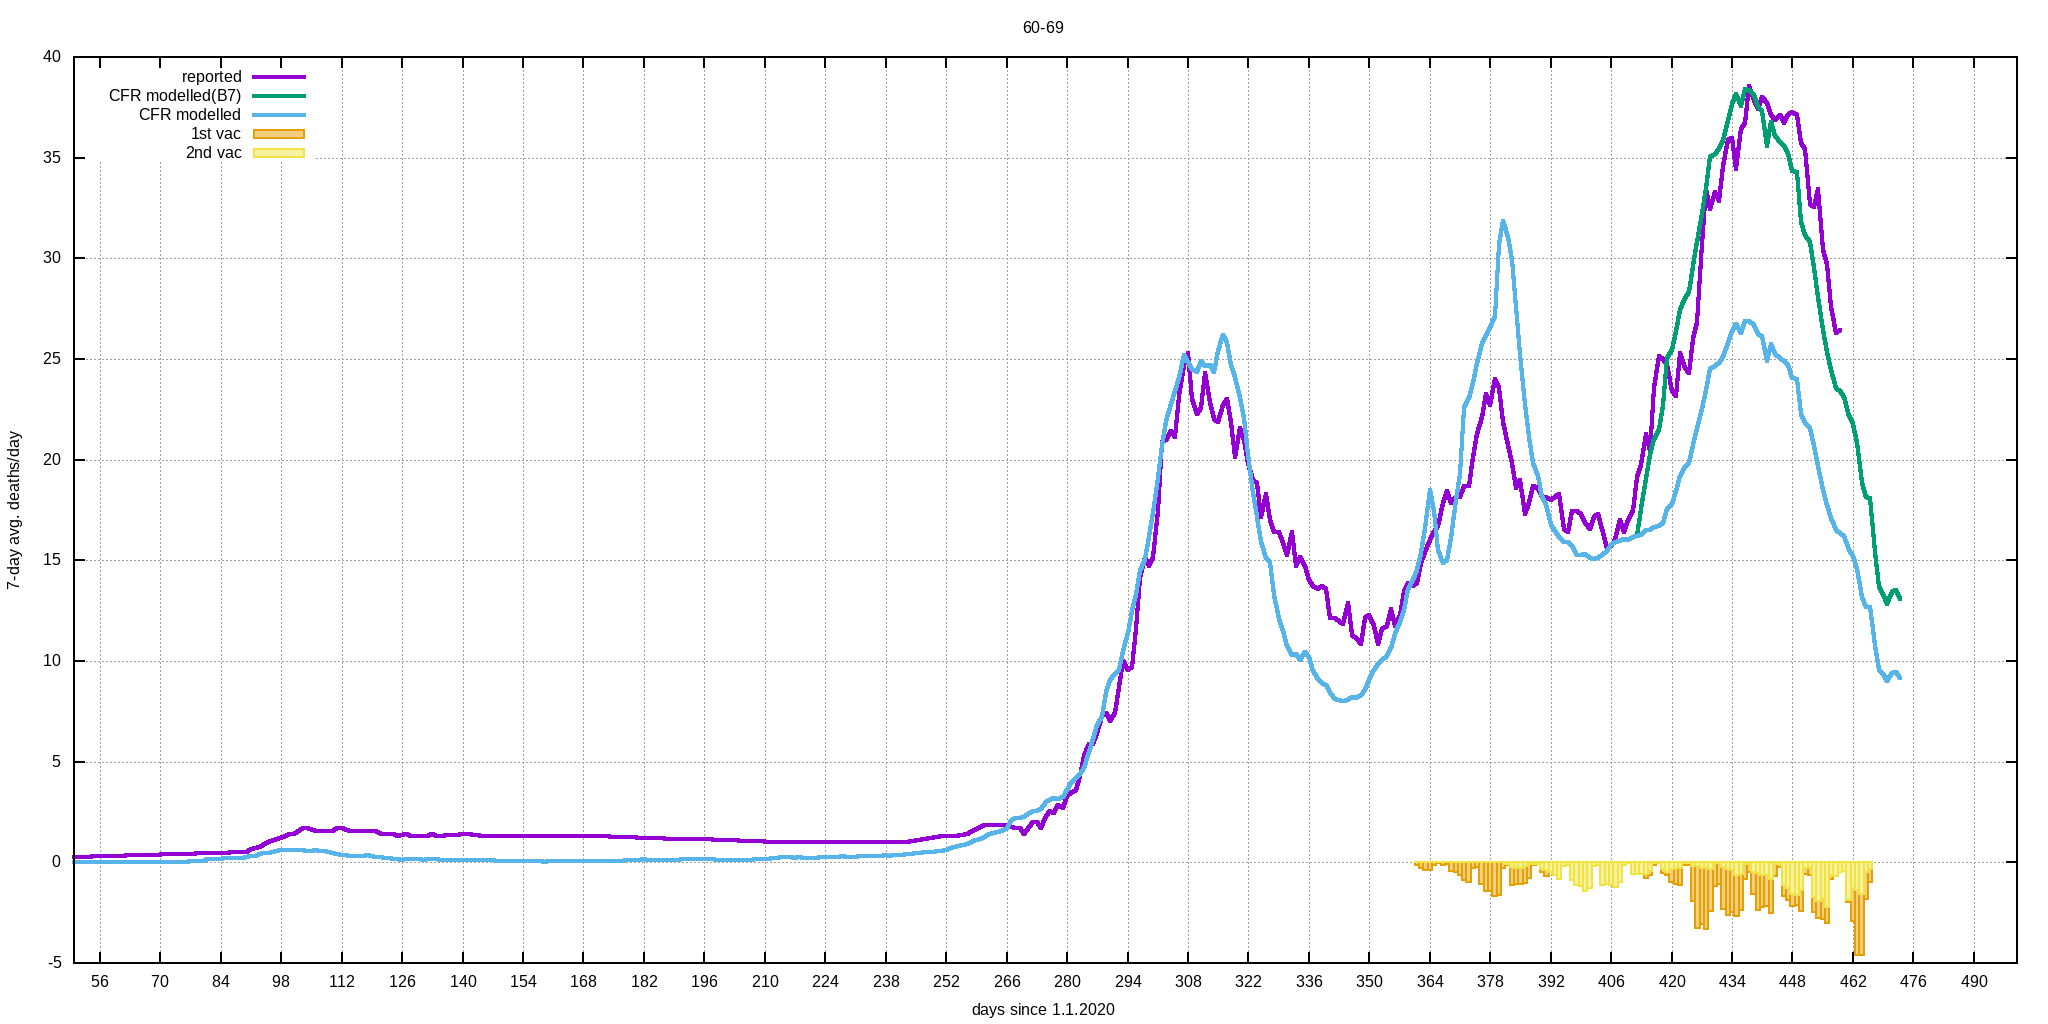 60-69
40
35
30
25
20
15
10
5
0
-5
7-day avg. deaths/day
reported
CFR modelled(B7)
CFR modelled
1st vac
2nd vac
56 70 84 98 112 126 140 154 168 182 196 210 224 238 252 266 280 294 308 322 336 350 364 378 392 406 420 434 448 462 476 490
days since 1.1.2020